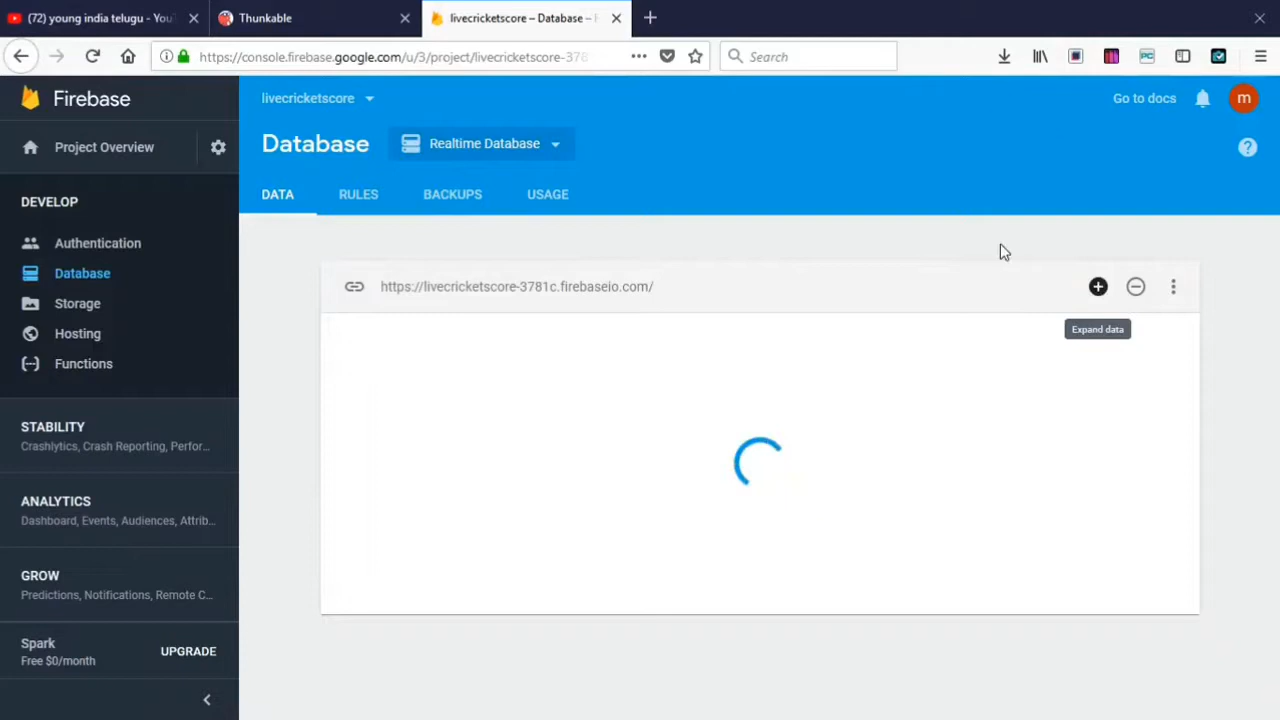 (72) young india telugu - You
Thunkable
livecricketscore – Database –
https://console.firebase.google.com/u/3/project/livecricketscore-378
Search
Firebase
livecricketscore
Go to docs
m
Project Overview
Database
Realtime Database
DATA
RULES
BACKUPS
USAGE
DEVELOP
Authentication
Database
Storage
Hosting
Functions
https://livecricketscore-3781c.firebaseio.com/
Expand data
STABILITY
Crashlytics, Crash Reporting, Perfor...
ANALYTICS
Dashboard, Events, Audiences, Attrib...
GROW
Predictions, Notifications, Remote C...
Spark
Free $0/month
UPGRADE